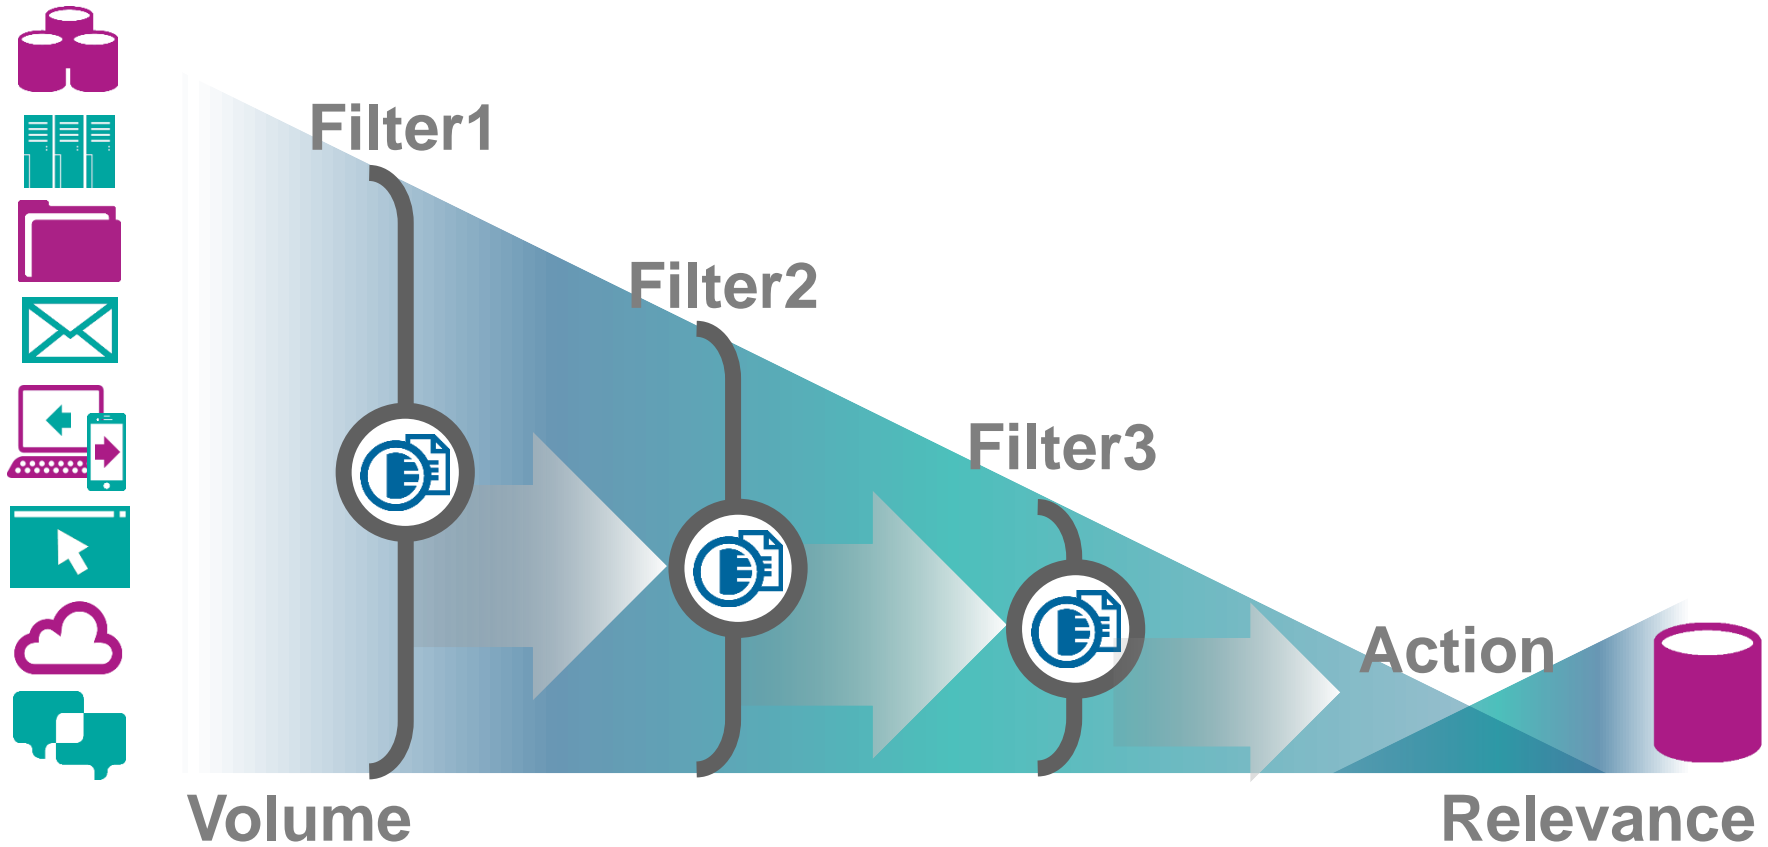 Filter1
Filter2
Filter3
Action
Volume
Relevance